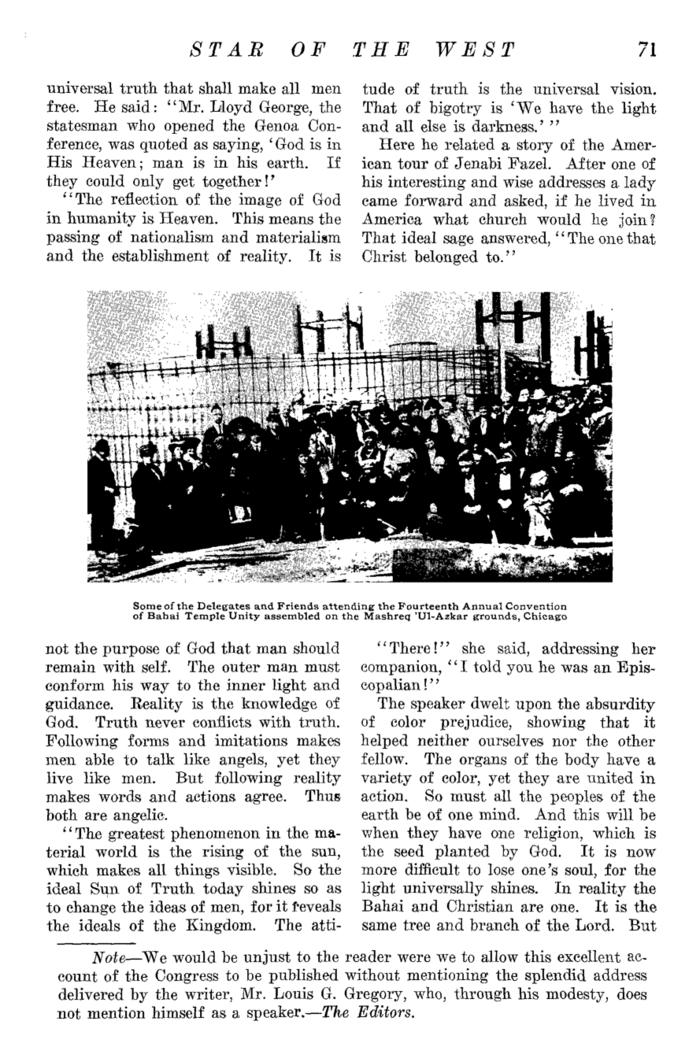 STAR OF THE WEST 71
universal truth that shall make all men
free. He said: "Mr. Lloyd George, the
statesman who opened the Genoa Con-
ference, was quoted as saying, 'God is in
His Heaven; man is in his earth. If
they could only get together!'
"The reflection of the image of God
in humanity is Heaven. This means the
passing of nationalism and materialism
and the establishment of reality. It is
not the purpose of God that man should
remain with self. The outer man must
conform his way to the inner light and
guidance. Reality is the knowledge of
God. Truth never conflicts with truth.
Following forms and imitations makes
men able to talk like angels, yet they
live like men. But following reality
makes words and actions agree. Thus
both are angelic.
"The greatest phenomenon in the ma-
terial world is the rising of the sun,
which makes all things visible. So the
ideal Sun of Truth today shines so as
to change the ideas of men, for it reveals
the ideals of the Kingdom. The atti-
tude of truth is the universal vision.
That of bigotry is 'We have the light
and all else is darkness.' "
Here he related a story of the Amer-
ican tour of Jenabi Fazel. After one of
his interesting and wise addresses a lady
came forward and asked, if he lived in
America what church would he join?
That ideal sage answered, "The one that
Christ belonged to."
Some of the Delegates and Friends attending the Fourteenth Annual Convention
of Bahai Temple Unity assembled on the Mashreq 'Ul-Azkar grounds, Chicago
"There!" she said, addressing her
companion, "I told you he was an Epis-
copalian!"
The speaker dwelt upon the absurdity
of color prejudice, showing that it
helped neither ourselves nor the other
fellow. The organs of the body have a
variety of color, yet they are united in
action. So must all the peoples of the
earth be of one mind. And this will be
when they have one religion, which is
the seed planted by God. It is now
more difficult to lose one's soul, for the
light universally shines. In reality the
Bahai and Christian are one. It is the
same tree and branch of the Lord. But
Note—We would be unjust to the reader were we to allow this excellent ac-
count of the Congress to be published without mentioning the splendid address
delivered by the writer, Mr. Louis G. Gregory, who, through his modesty, does
not mention himself as a speaker.—The Editors.